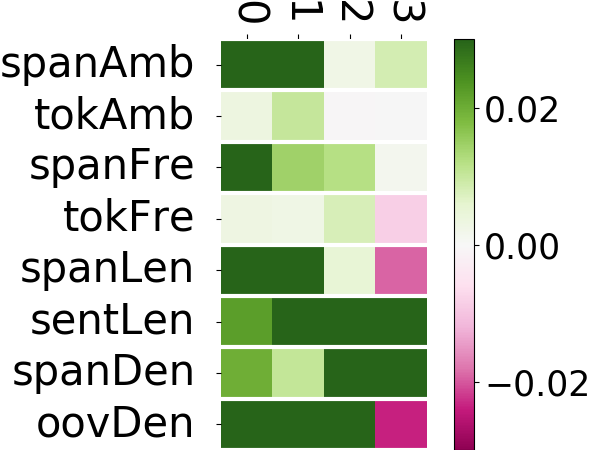 0 1 2 3
spanAmb
tokAmb
spanFre
tokFre
spanLen
sentLen
spanDen
oovDen
0.02
0.00
−0.02